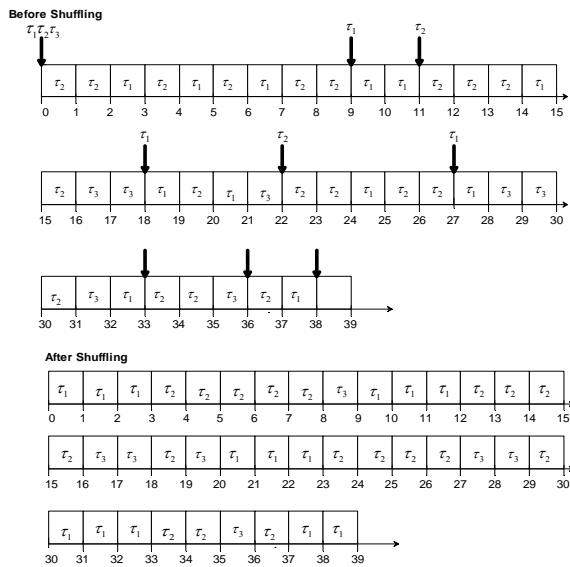 Before Shuffling
τ1τ2τ3 τ1 τ2
τ2 τ2 τ1 τ2 τ1 τ2 τ1 τ2 τ2 τ1 τ1 τ2 τ2 τ2 τ1
0 1 2 3 4 5 6 7 8 9 10 11 12 13 14 15
τ1 τ2 τ1
τ2 τ3 τ3 τ1 τ2 τ1 τ3 τ2 τ2 τ1 τ2 τ2 τ1 τ3 τ3
15 16 17 18 19 20 21 22 23 24 25 26 27 28 29 30
τ2 τ3 τ1 τ2 τ2 τ3 τ2 τ1
30 31 32 33 34 35 36 37 38 39
After Shuffling
τ1 τ1 τ1 τ2 τ2 τ2 τ2 τ2 τ3 τ1 τ1 τ1 τ2 τ2 τ2
0 1 2 3 4 5 6 7 8 9 10 11 12 13 14 15
τ2 τ3 τ3 τ2 τ3 τ1 τ1 τ1 τ2 τ2 τ2 τ2 τ3 τ3 τ2
15 16 17 18 19 20 21 22 23 24 25 26 27 28 29 30
τ1 τ1 τ1 τ2 τ2 τ3 τ2 τ1 τ1
30 31 32 33 34 35 36 37 38 39